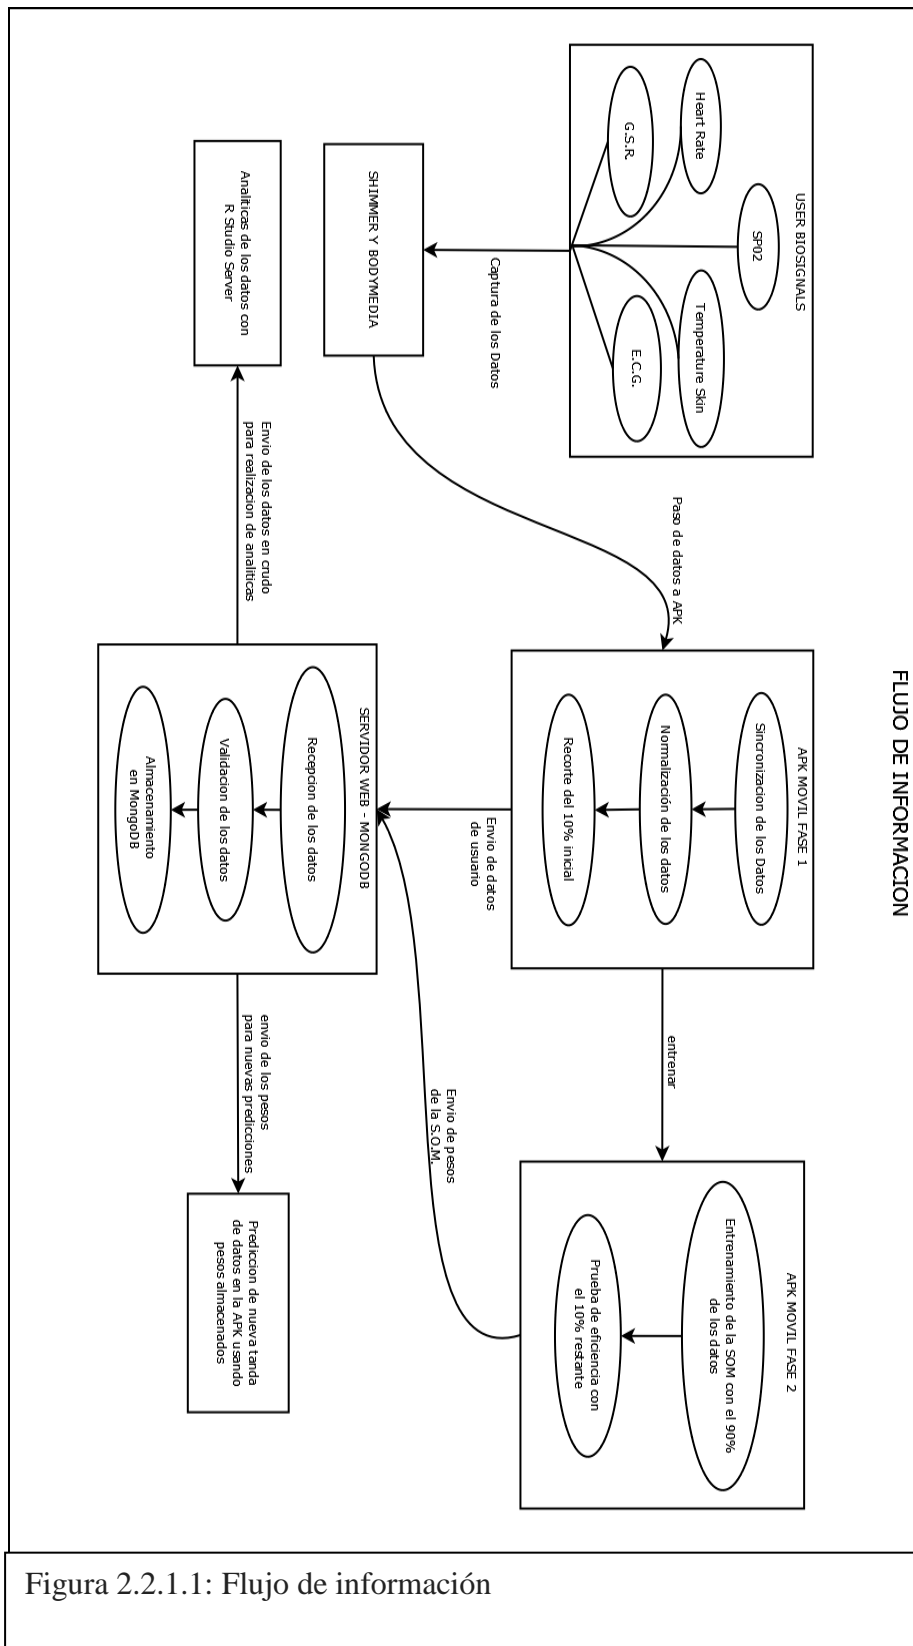 FLUJO DE INFORMACION
USER BIOSIGNALS
Heart Rate
SP02
Temperature Skin
G.S.R.
E.C.G.
Captura de los Datos
SHIMMER Y BODYMEDIA
Paso de datos a APK
APK MOVIL FASE 1
Sincronizacion de los Datos
Normalización de los datos
Recorte del 10% inicial
entrenar
APK MOVIL FASE 2
Entrenamiento de la SOM con el 90%
de los datos
Prueba de eficiencia con
el 10% restante
Envio de datos
de usuario
Envio de pesos
de la S.O.M.
SERVIDOR WEB - MONGODB
Recepcion de los datos
Validacion de los datos
Almacenamiento
en MongoDB
Envio de los datos en crudo
para realizacion de analiticas
Analiticas de los datos con
R Studio Server
envio de los pesos
para nuevas predicciones
Prediccion de nueva tanda
de datos en la APK usando
pesos almacenados
Figura 2.2.1.1: Flujo de información